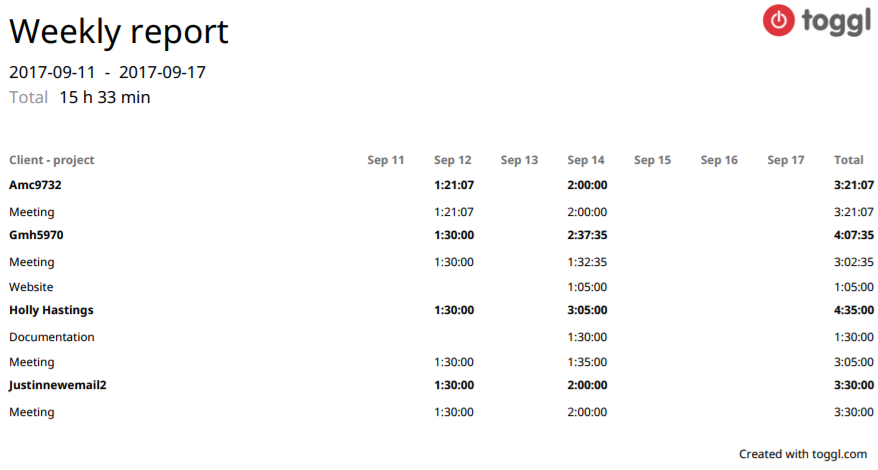 Weekly report
toggl
2017-09-11 - 2017-09-17
Total 15 h 33 min
Client - project Sep 11 Sep 12 Sep 13 Sep 14 Sep 15 Sep 16 Sep 17 Total
Amc9732 1:21:07 2:00:00 3:21:07
Meeting 1:21:07 2:00:00 3:21:07
Gmh5970 1:30:00 2:37:35 4:07:35
Meeting 1:30:00 1:32:35 3:02:35
Website 1:05:00 1:05:00
Holly Hastings 1:30:00 3:05:00 4:35:00
Documentation 1:30:00 1:30:00
Meeting 1:30:00 1:35:00 3:05:00
Justinnewemail2 1:30:00 2:00:00 3:30:00
Meeting 1:30:00 2:00:00 3:30:00
Created with toggl.com